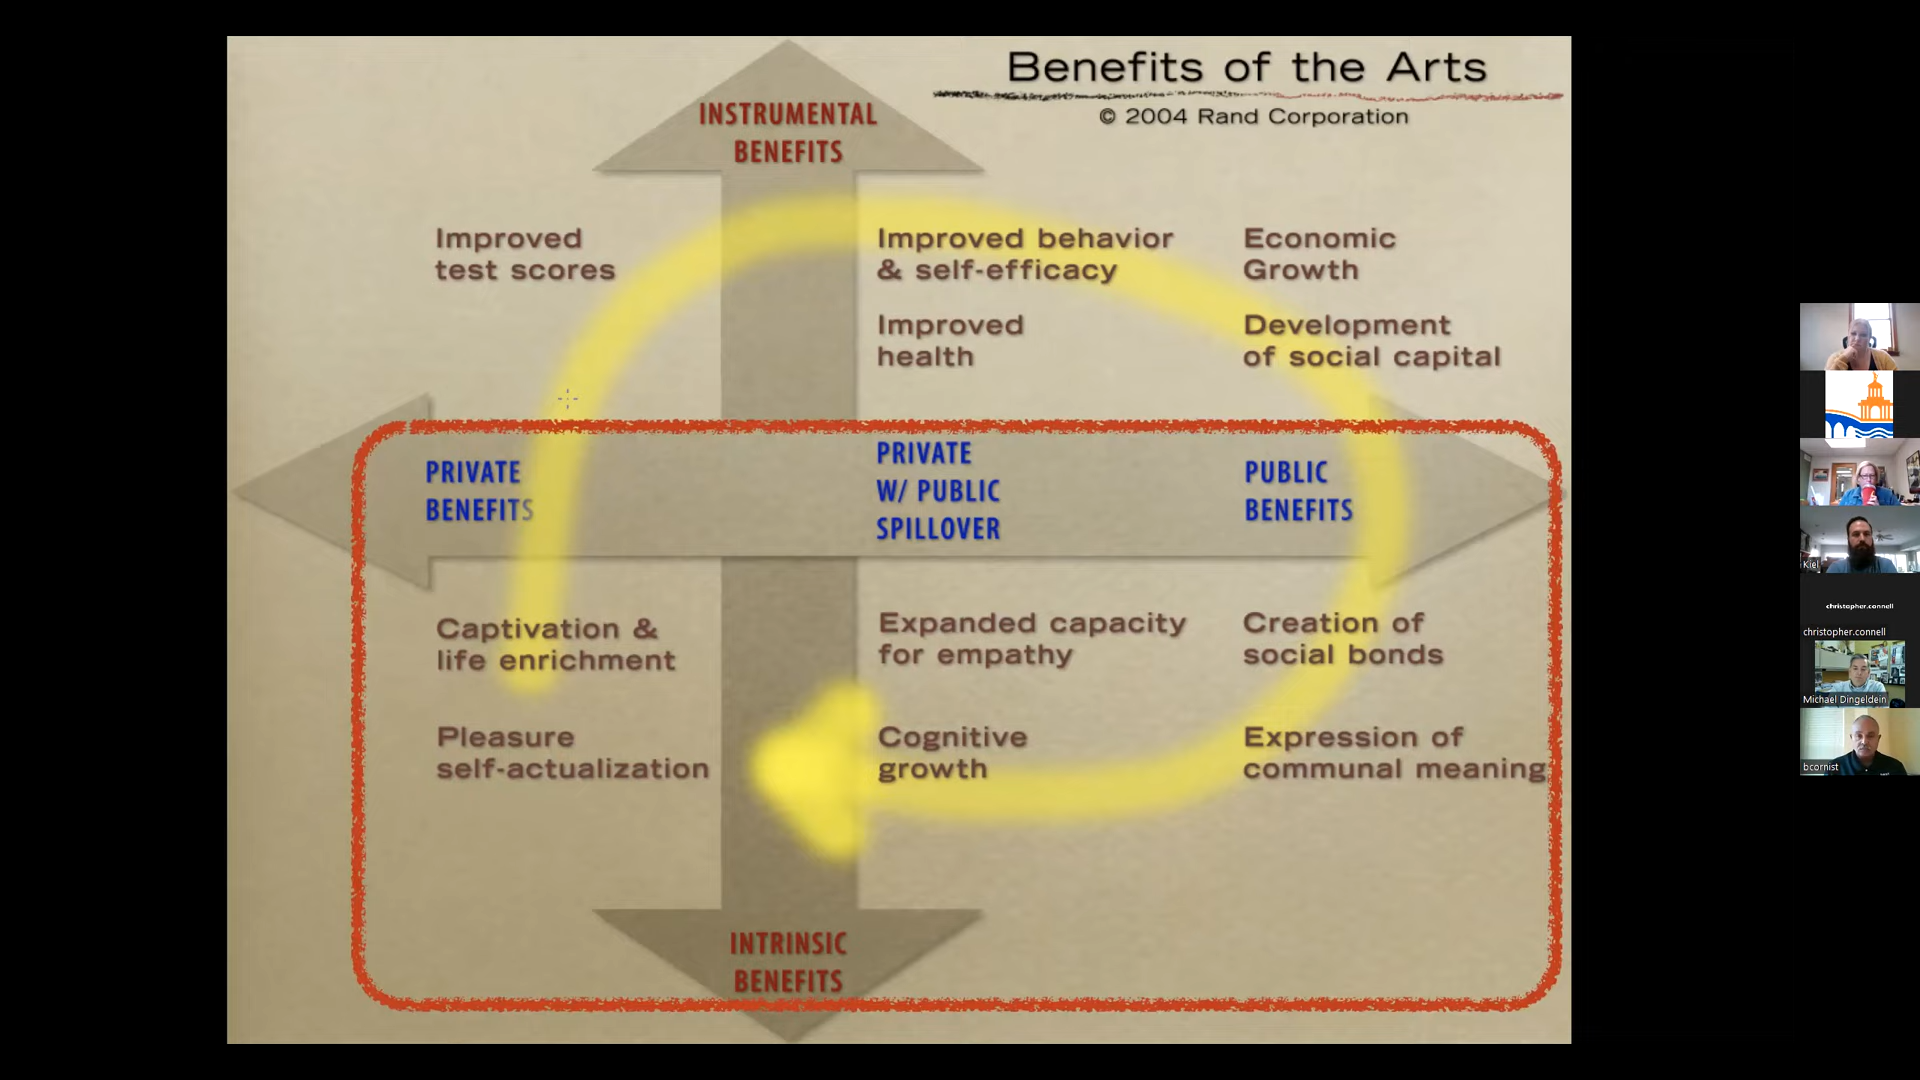 Benefits of the Arts
© 2004 Rand Corporation
INSTRUMENTAL
BENEFITS
Improved
test scores
Improved behavior
& self-efficacy
Economic
Growth
Improved
health
Development
of social capital
PRIVATE
BENEFITS
PRIVATE
W/ PUBLIC
SPILLOVER
PUBLIC
BENEFITS
Captivation &
life enrichment
Expanded capacity
for empathy
Creation of
social bonds
Pleasure
self-actualization
Cognitive
growth
Expression of
communal meaning
INTRINSIC
BENEFITS
Kiel
christopher.connell
christopher.connell
Michael Dingeldein
bcornist